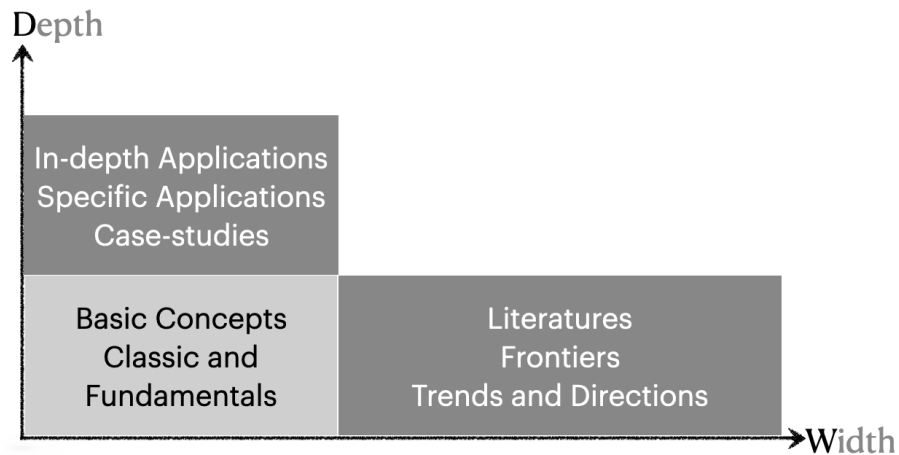 Depth
In-depth Applications
Specific Applications
Case-studies
Basic Concepts
Classic and
Fundamentals
Literatures
Frontiers
Trends and Directions
Width